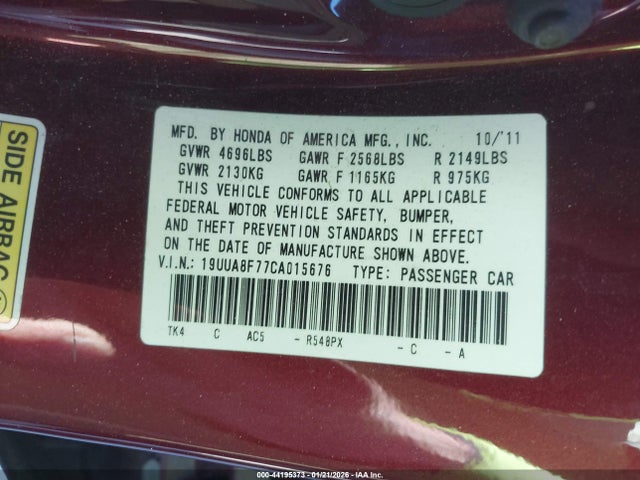 MFD. BY HONDA OF AMERICA MFG., INC. 10/'11
GVWR 4696LBS GAWR F 2568LBS R 2149LBS
GVWR 2130KG GAWR F 1165KG R 975KG
THIS VEHICLE CONFORMS TO ALL APPLICABLE
FEDERAL MOTOR VEHICLE SAFETY, BUMPER,
AND THEFT PREVENTION STANDARDS IN EFFECT
ON THE DATE OF MANUFACTURE SHOWN ABOVE.
V.I.N.: 19UUA8F77CA015676 TYPE: PASSENGER CAR
TK4 C AC5 - R548PX - C - A
SIDE AIRBAG
000-44195373 - 01/21/2026 - IAA Inc.